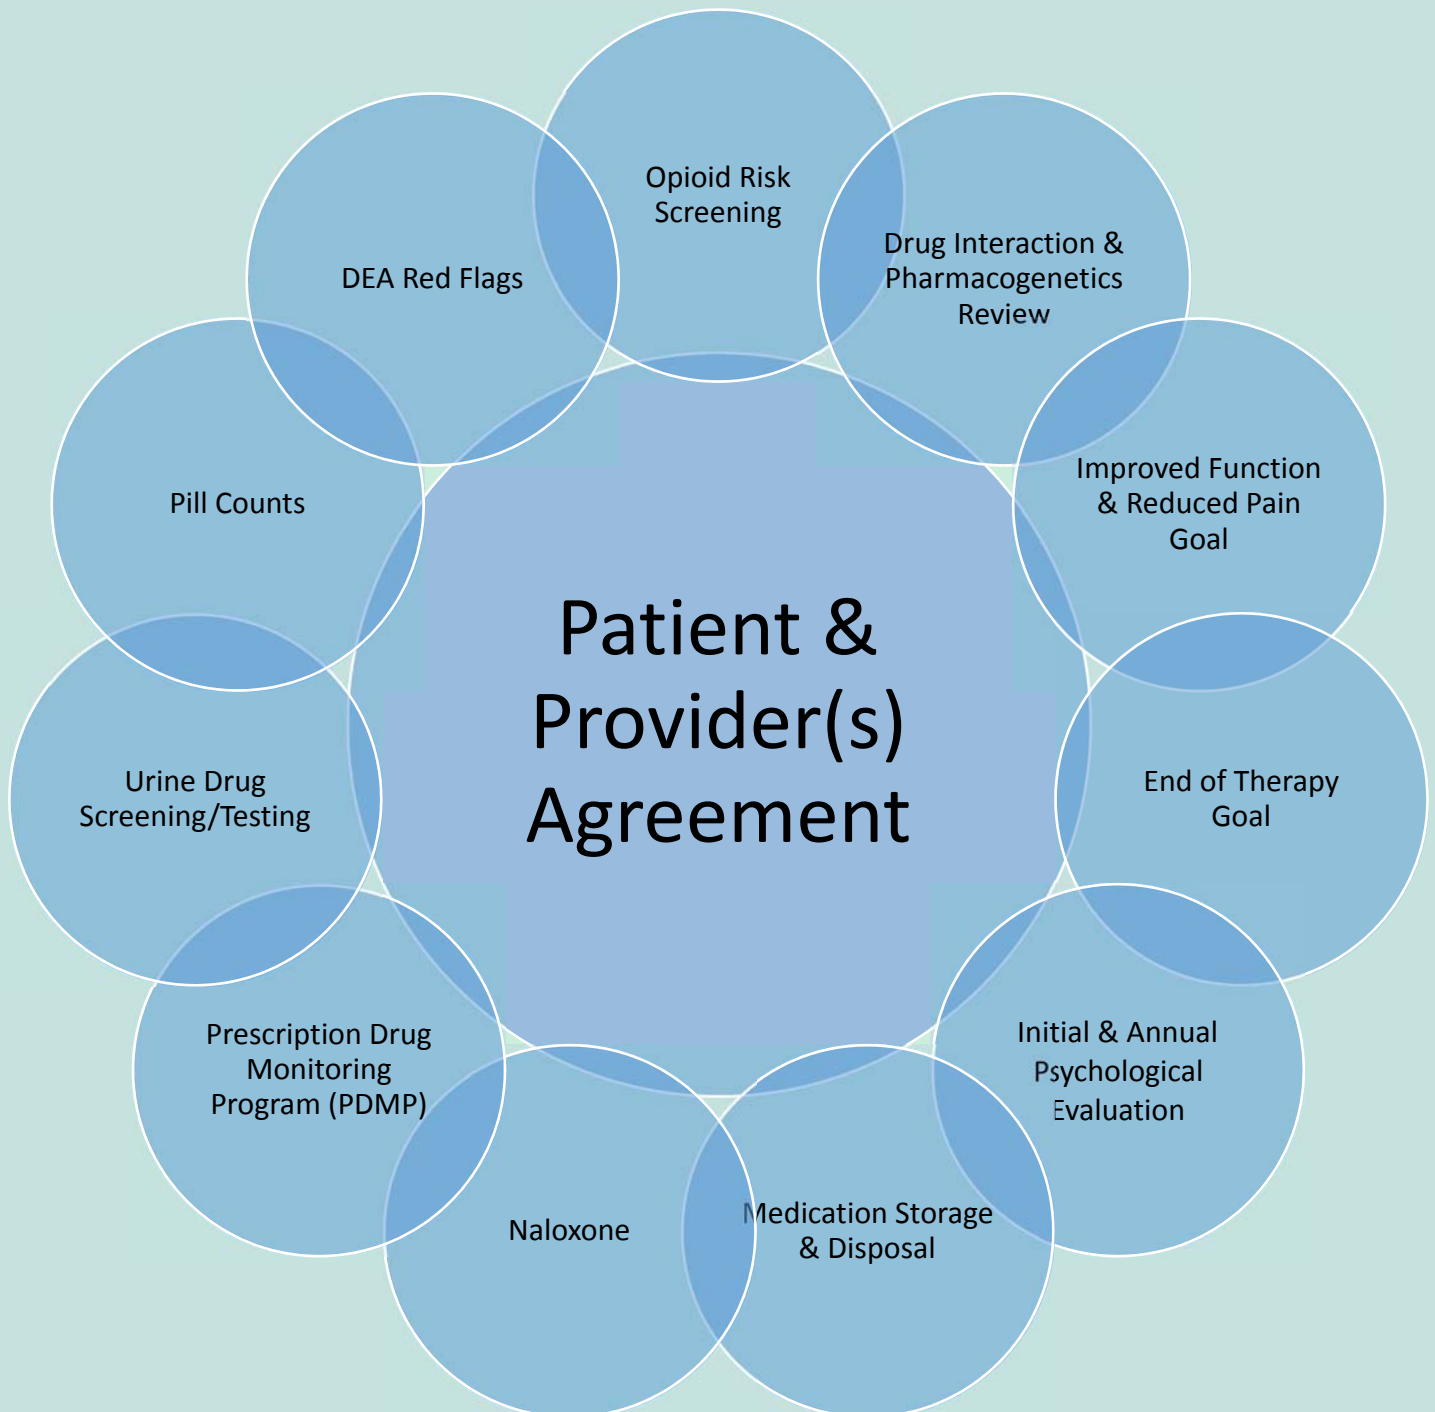 Opioid Risk
Screening
Drug Interaction &
Pharmacogenetics
Review
Improved Function
& Reduced Pain
Goal
End of Therapy
Goal
Initial & Annual
Psychological
Evaluation
Medication Storage
& Disposal
Naloxone
Prescription Drug
Monitoring
Program (PDMP)
Urine Drug
Screening/Testing
Pill Counts
DEA Red Flags
Patient &
Provider(s)
Agreement